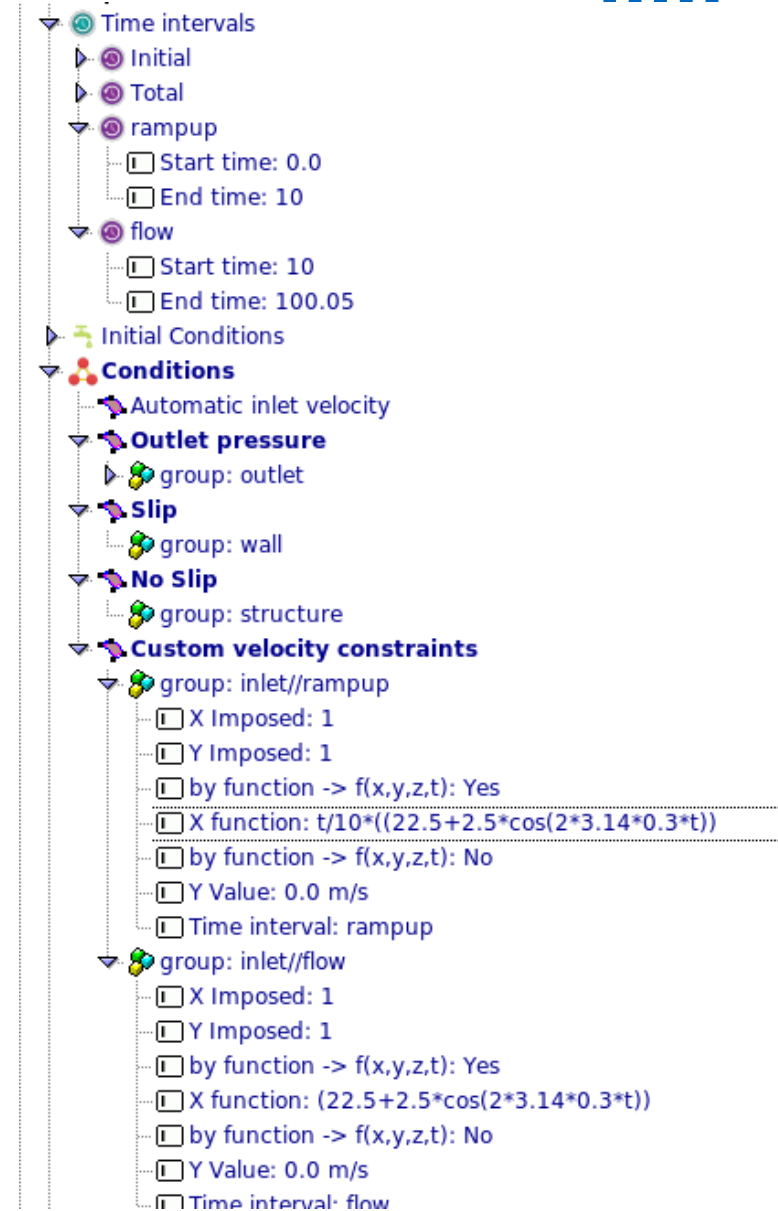 Time intervals
Initial
Total
rampup
Start time: 0.0
End time: 10
flow
Start time: 10
End time: 100.05
Initial Conditions
Conditions
Automatic inlet velocity
Outlet pressure
group: outlet
Slip
group: wall
No Slip
group: structure
Custom velocity constraints
group: inlet//rampup
X Imposed: 1
Y Imposed: 1
by function -> f(x,y,z,t): Yes
X function: t/10*((22.5+2.5*cos(2*3.14*0.3*t))
by function -> f(x,y,z,t): No
Y Value: 0.0 m/s
Time interval: rampup
group: inlet//flow
X Imposed: 1
Y Imposed: 1
by function -> f(x,y,z,t): Yes
X function: (22.5+2.5*cos(2*3.14*0.3*t))
by function -> f(x,y,z,t): No
Y Value: 0.0 m/s
Time interval: flow